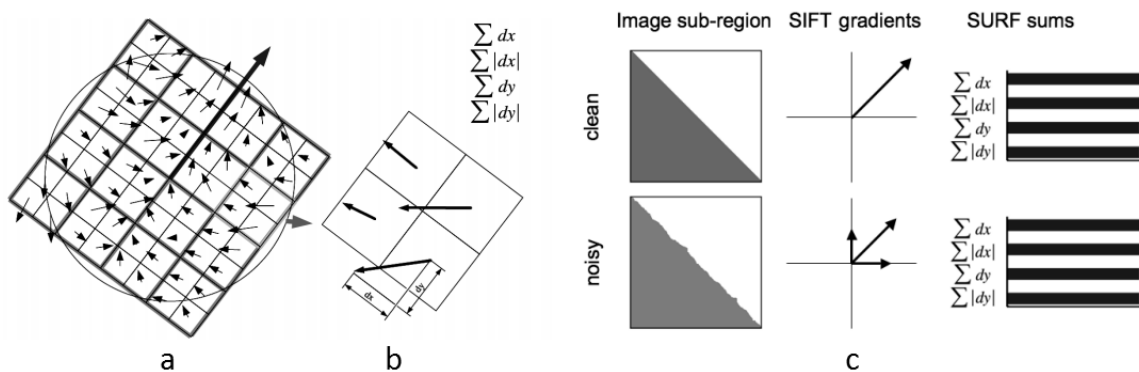 ∑ dx
∑ |dx|
∑ dy
∑ |dy|
dx
dy
a
b
Image sub-region
SIFT gradients
SURF sums
clean
∑ dx
∑ |dx|
∑ dy
∑ |dy|
noisy
∑ dx
∑ |dx|
∑ dy
∑ |dy|
c